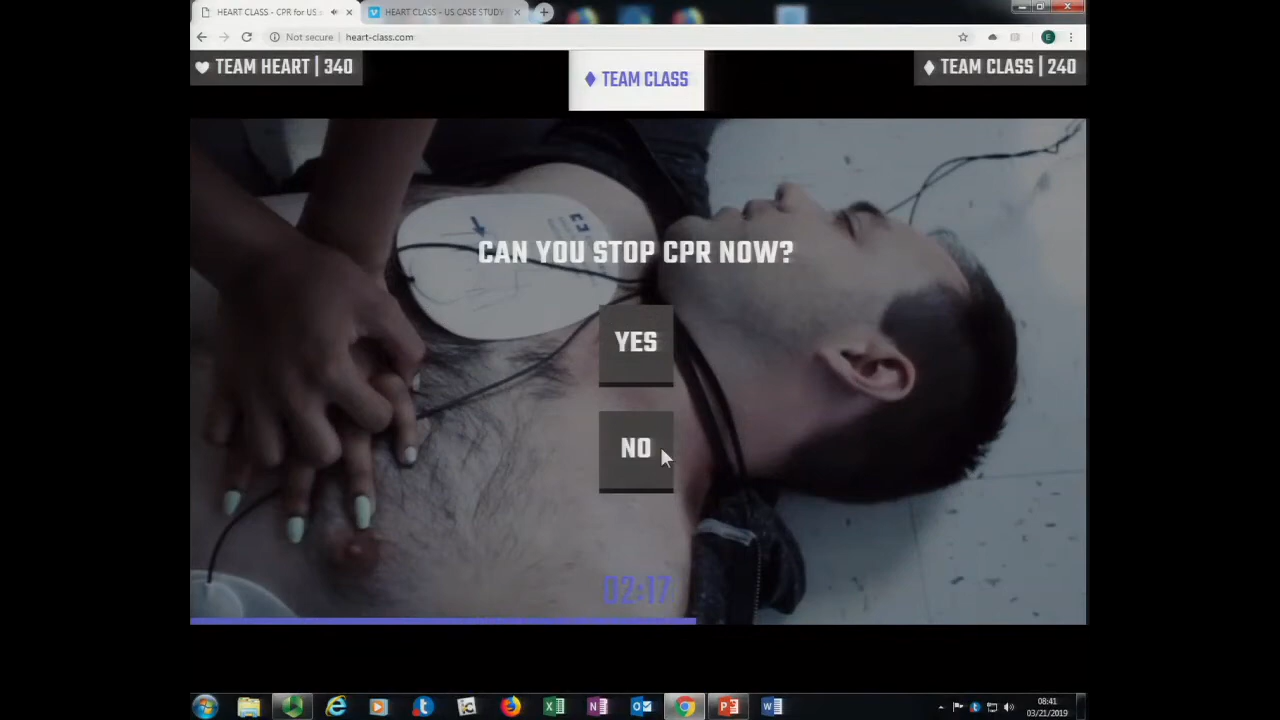 HEART CLASS - CPR for US
HEART CLASS - US CASE STUDY
Not secure | heart-class.com
TEAM HEART | 340
TEAM CLASS
TEAM CLASS | 240
CAN YOU STOP CPR NOW?
YES
NO
02:17
08:41
03/21/2019